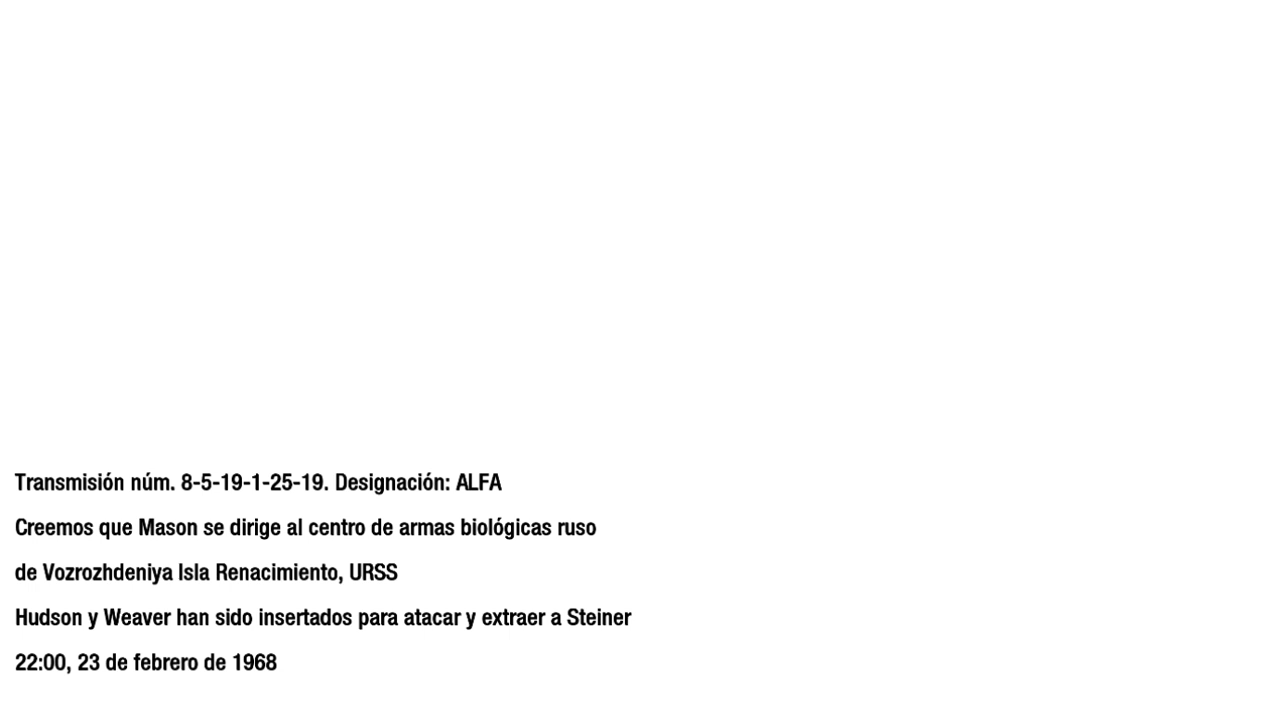 Transmisión núm. 8-5-19-1-25-19. Designación: ALFA
Creemos que Mason se dirige al centro de armas biológicas ruso
de Vozrozhdeniya Isla Renacimiento, URSS
Hudson y Weaver han sido insertados para atacar y extraer a Steiner
22:00, 23 de febrero de 1968